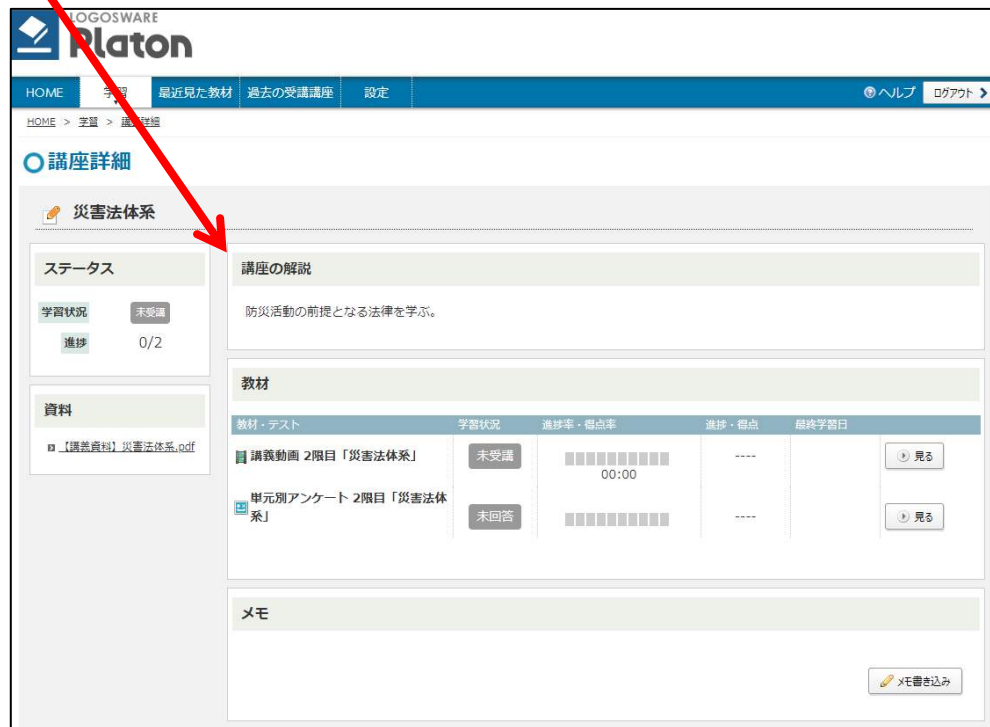 LOGOSWARE
Platon
HOME 学習 最近見た教材 過去の受講講座 設定 ヘルプ ログアウト
HOME > 学習 > 講座詳細
講座詳細
災害法体系
ステータス
学習状況 未受講
進捗 0/2
資料
【講義資料】災害法体系.pdf
講座の解説
防災活動の前提となる法律を学ぶ。
教材
教材・テスト 学習状況 進捗率・得点率 進捗・得点 最終学習日
講義動画 2限目「災害法体系」 未受講 ---- 見る
00:00
単元別アンケート 2限目「災害法体
系」 未回答 ---- 見る
メモ
メモ書き込み